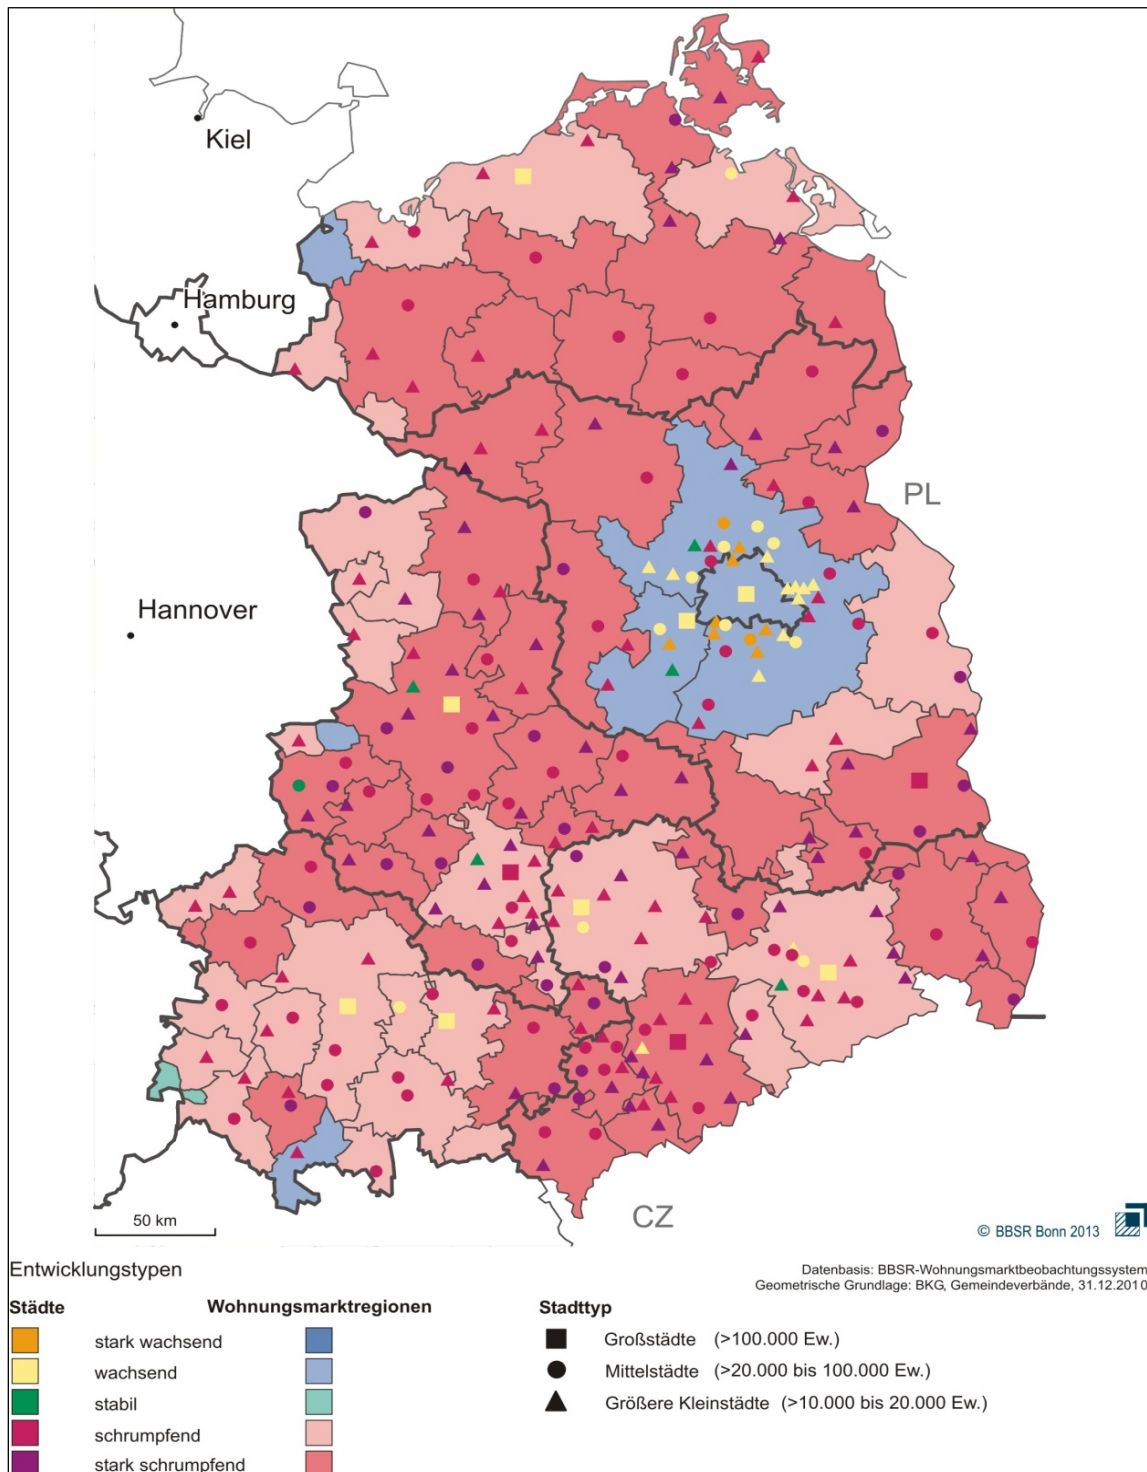 Kiel
Hamburg
PL
Hannover
CZ
50 km
© BBSR Bonn 2013
Entwicklungstypen
Datenbasis: BBSR-Wohnungsmarktbeobachtungssystem
Geometrische Grundlage: BKG, Gemeindeverbände, 31.12.2010
Städte Wohnungsmarktregionen Stadttyp
stark wachsend
Großstädte (>100.000 Ew.)
wachsend
Mittelstädte (>20.000 bis 100.000 Ew.)
stabil
Größere Kleinstädte (>10.000 bis 20.000 Ew.)
schrumpfend
stark schrumpfend